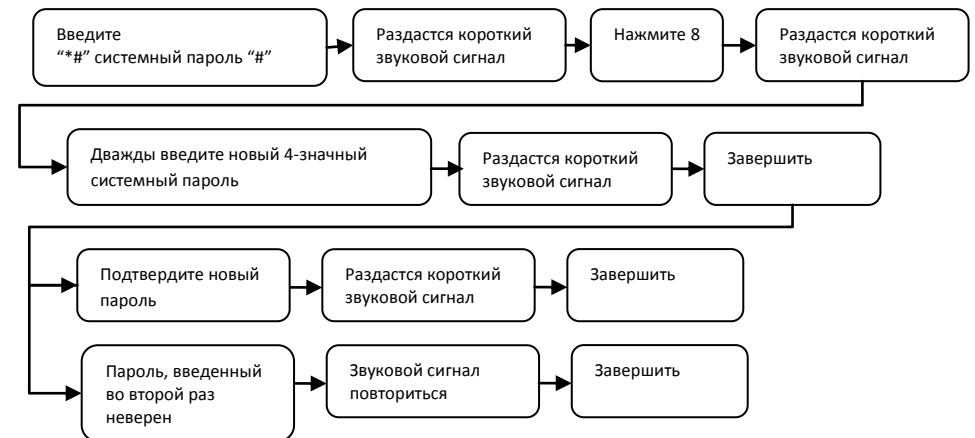 Введите
“*#” системный пароль “#”
Раздастся короткий
звуковой сигнал
Нажмите 8
Раздастся короткий
звуковой сигнал
Дважды введите новый 4-значный
системный пароль
Раздастся короткий
звуковой сигнал
Завершить
Подтвердите новый
пароль
Раздастся короткий
звуковой сигнал
Завершить
Пароль, введенный
во второй раз
неверен
Звуковой сигнал
повториться
Завершить